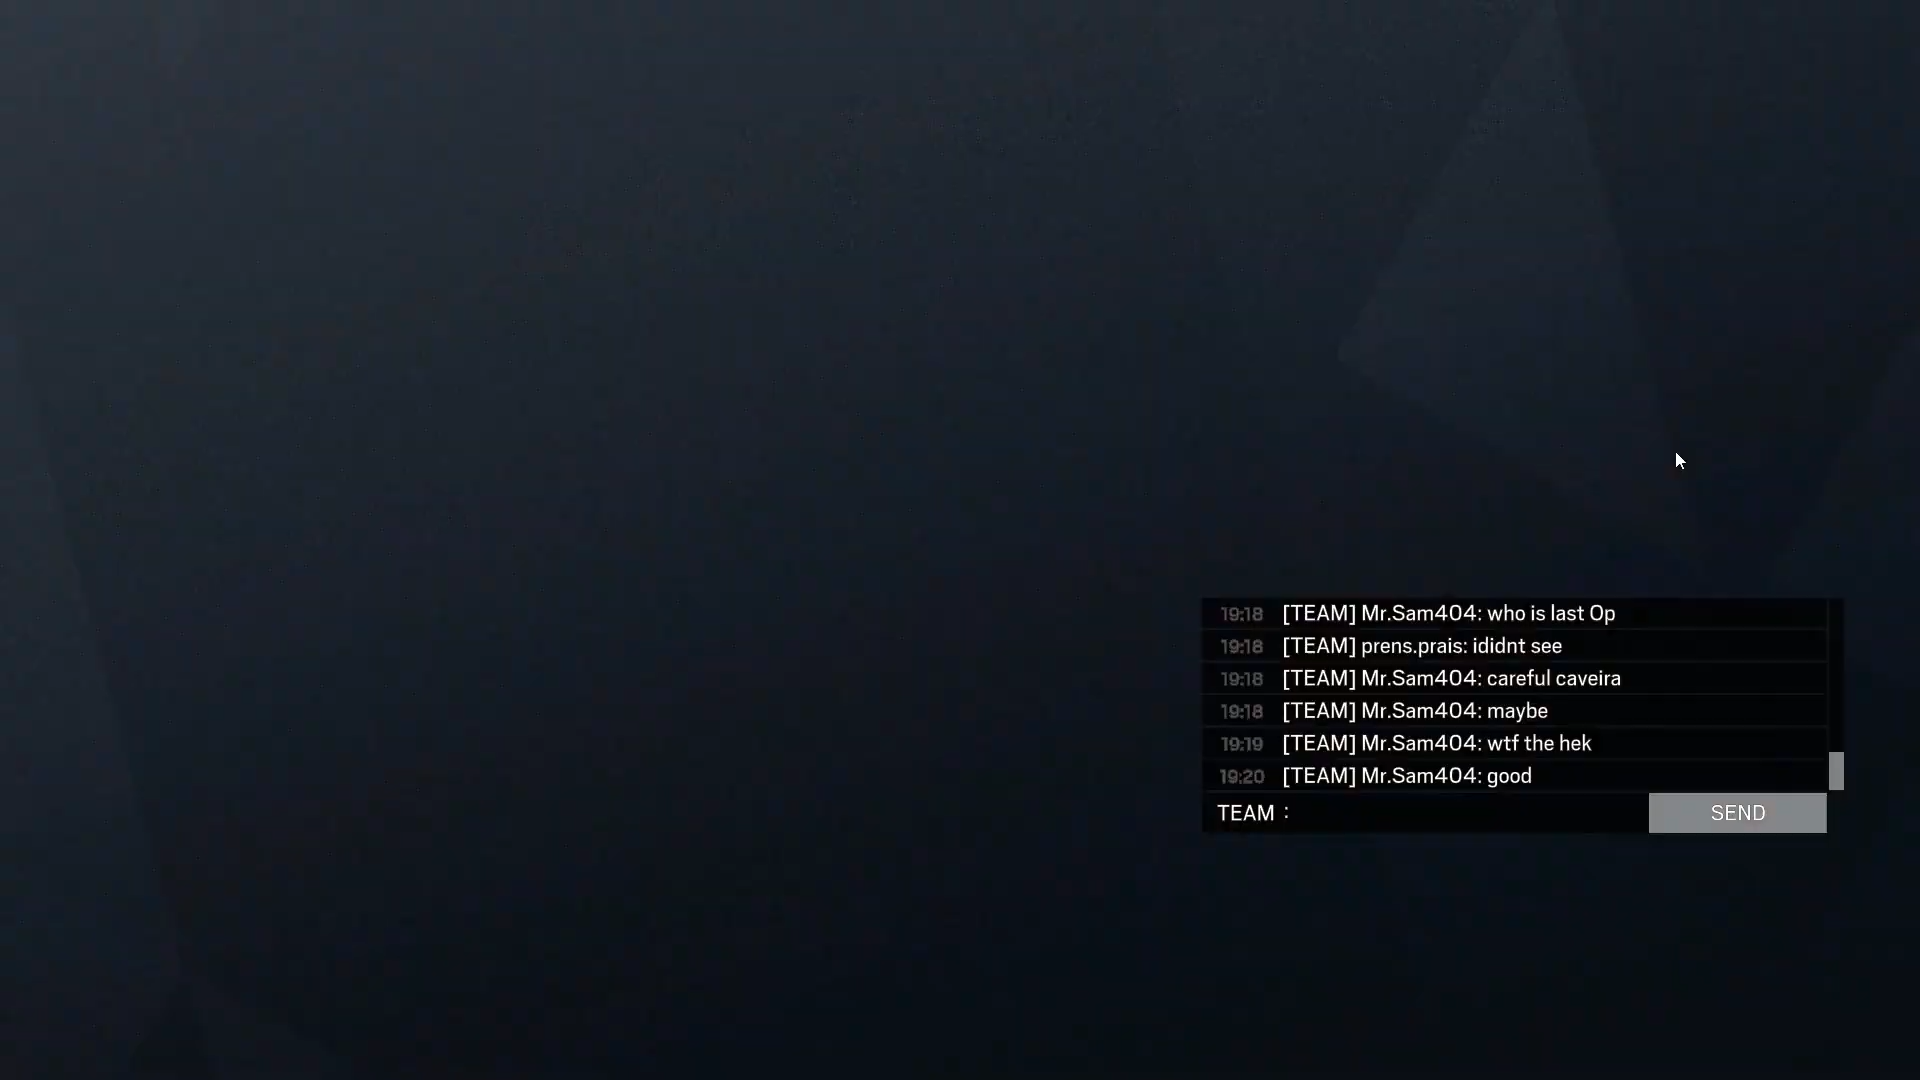 19:18 [TEAM] Mr.Sam404: who is last Op
19:18 [TEAM] prens.prais: ididnt see
19:18 [TEAM] Mr.Sam404: careful caveira
19:18 [TEAM] Mr.Sam404: maybe
19:19 [TEAM] Mr.Sam404: wtf the hek
19:20 [TEAM] Mr.Sam404: good
TEAM : SEND